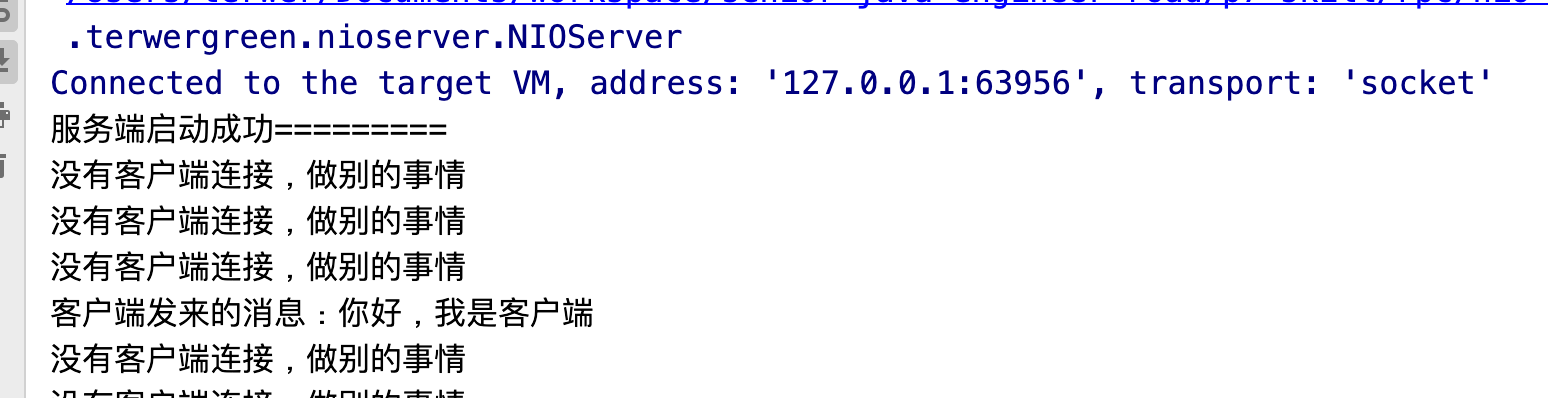 .terwergreen.nioserver.NIOServer
Connected to the target VM, address: '127.0.0.1:63956', transport: 'socket'
服务端启动成功=========
没有客户端连接，做别的事情
没有客户端连接，做别的事情
没有客户端连接，做别的事情
客户端发来的消息：你好，我是客户端
没有客户端连接，做别的事情